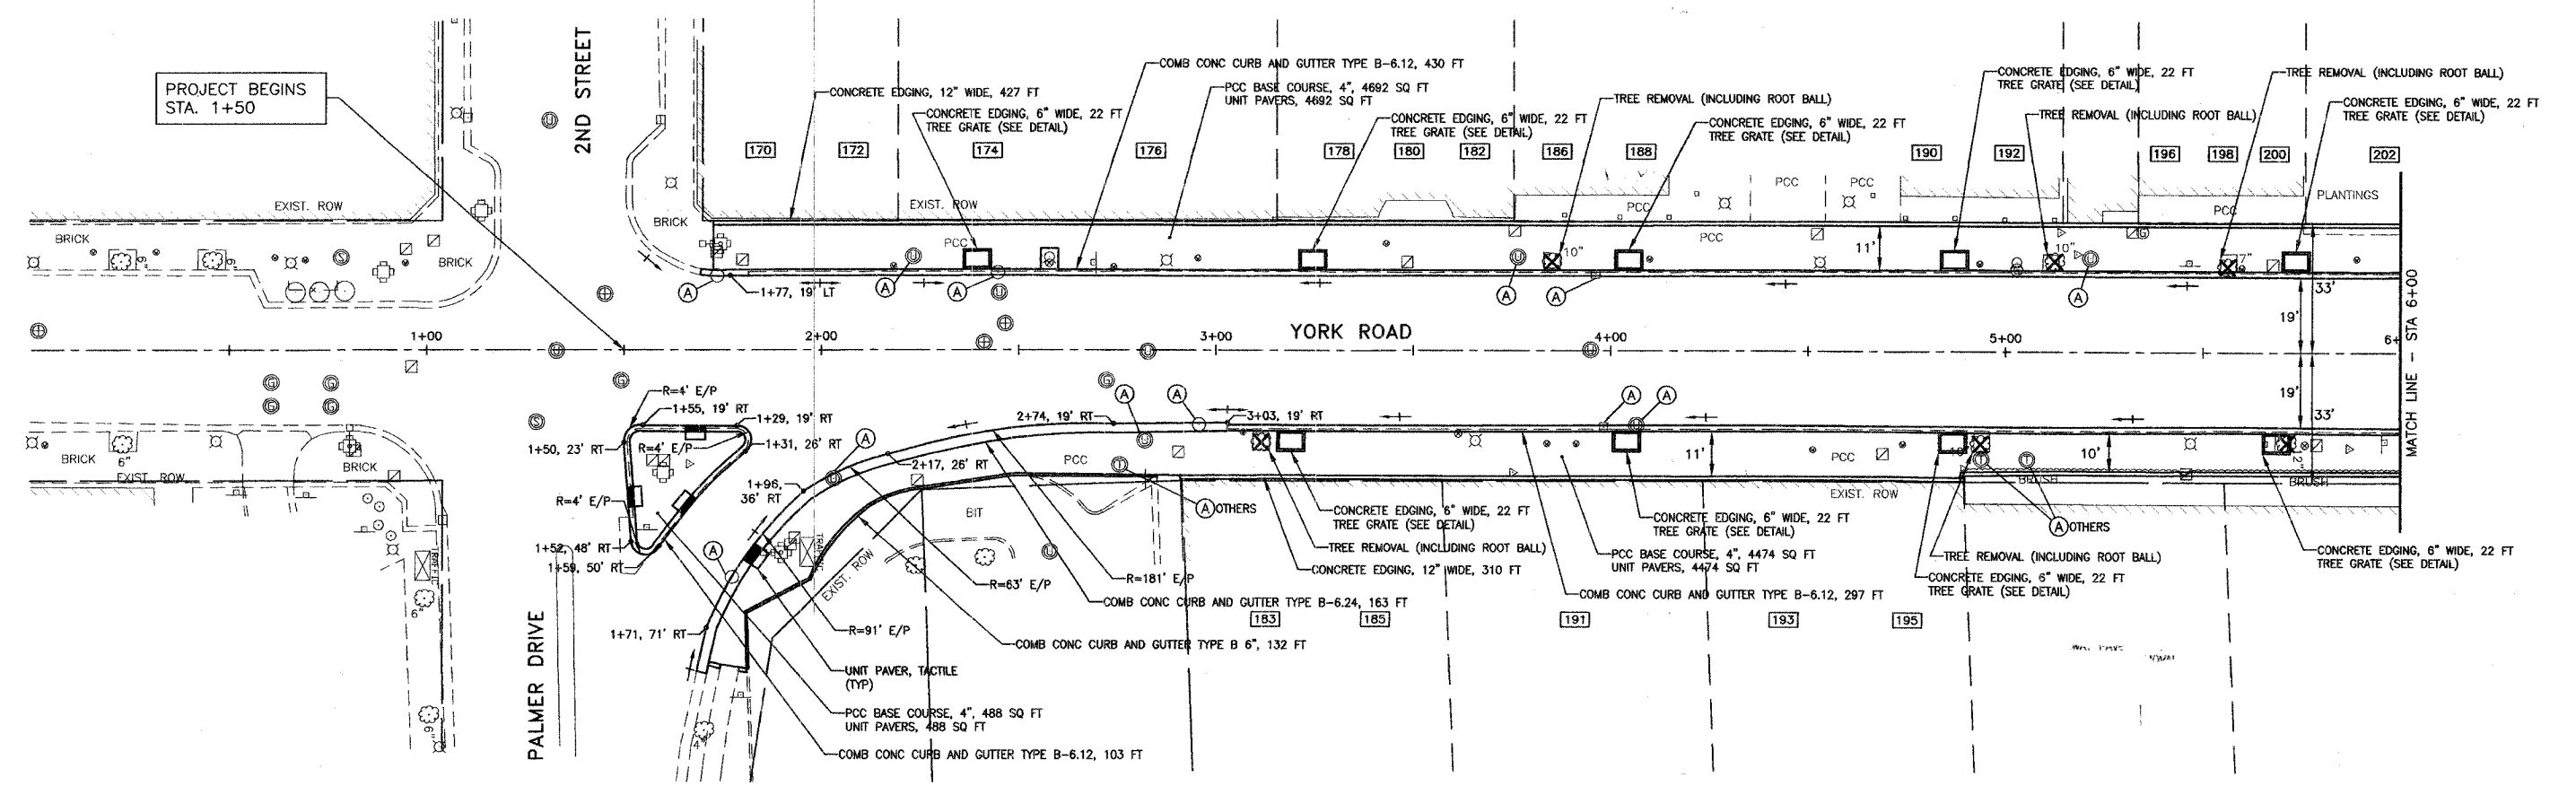 PROJECT BEGINS
STA. 1+50
2ND STREET
COMB CONC CURB AND GUTTER TYPE B-6.12, 430 FT
CONCRETE EDGING, 12" WIDE, 427 FT
PCC BASE COURSE, 4", 4692 SQ FT
UNIT PAVERS, 4692 SQ FT
CONCRETE EDGING, 6" WIDE, 22 FT
TREE GRATE (SEE DETAIL)
CONCRETE EDGING, 6" WIDE, 22 FT
TREE GRATE (SEE DETAIL)
TREE REMOVAL (INCLUDING ROOT BALL)
CONCRETE EDGING, 6" WIDE, 22 FT
TREE GRATE (SEE DETAIL)
CONCRETE EDGING, 6" WIDE, 22 FT
TREE GRATE (SEE DETAIL)
TREE REMOVAL (INCLUDING ROOT BALL)
TREE REMOVAL (INCLUDING ROOT BALL)
CONCRETE EDGING, 6" WIDE, 22 FT
TREE GRATE (SEE DETAIL)
170
172
174
176
178
180
182
186
188
190
192
196
198
200
202
EXIST. ROW
EXIST. ROW
PCC
PCC
PCC
PCC
PLANTINGS
BRICK
BRICK
BRICK
PCC
PCC
6"
6"
10"
11'
10"
7"
U
S
U
U
U
U
A
A
A
A
A
A
1+77, 19' LT
33'
19'
1+00
2+00
3+00
YORK ROAD
4+00
5+00
6+
MATCH LINE - STA 6+00
U
U
U
G
G
G
G
G
G
S
19'
33'
R=4' E/P
1+55, 19' RT
1+29, 19' RT
1+50, 23' RT
R=4' E/P
1+31, 26' RT
R=4' E/P
1+52, 48' RT
1+59, 50' RT
2+74, 19' RT
3+03, 19' RT
2+17, 26' RT
1+96,
36' RT
1+71, 71' RT
A
A
A
A
A
A
U
U
U
U
T
T
T
BRICK
6"
BRICK
EXIST. ROW
PCC
11'
PCC
10'
EXIST. ROW
BRUSH
BRUSH
BIT
EXIST. ROW
A OTHERS
A OTHERS
CONCRETE EDGING, 6" WIDE, 22 FT
TREE GRATE (SEE DETAIL)
TREE REMOVAL (INCLUDING ROOT BALL)
CONCRETE EDGING, 12" WIDE, 310 FT
CONCRETE EDGING, 6" WIDE, 22 FT
TREE GRATE (SEE DETAIL)
PCC BASE COURSE, 4", 4474 SQ FT
UNIT PAVERS, 4474 SQ FT
COMB CONC CURB AND GUTTER TYPE B-6.12, 297 FT
TREE REMOVAL (INCLUDING ROOT BALL)
CONCRETE EDGING, 6" WIDE, 22 FT
TREE GRATE (SEE DETAIL)
CONCRETE EDGING, 6" WIDE, 22 FT
TREE GRATE (SEE DETAIL)
R=181' E/P
R=63' E/P
COMB CONC CURB AND GUTTER TYPE B-6.24, 163 FT
R=91' E/P
COMB CONC CURB AND GUTTER TYPE B 6", 132 FT
183
185
191
193
195
UNIT PAVER, TACTILE
(TYP)
PCC BASE COURSE, 4", 488 SQ FT
UNIT PAVERS, 488 SQ FT
COMB CONC CURB AND GUTTER TYPE B-6.12, 103 FT
PALMER DRIVE
6"
6"
4"